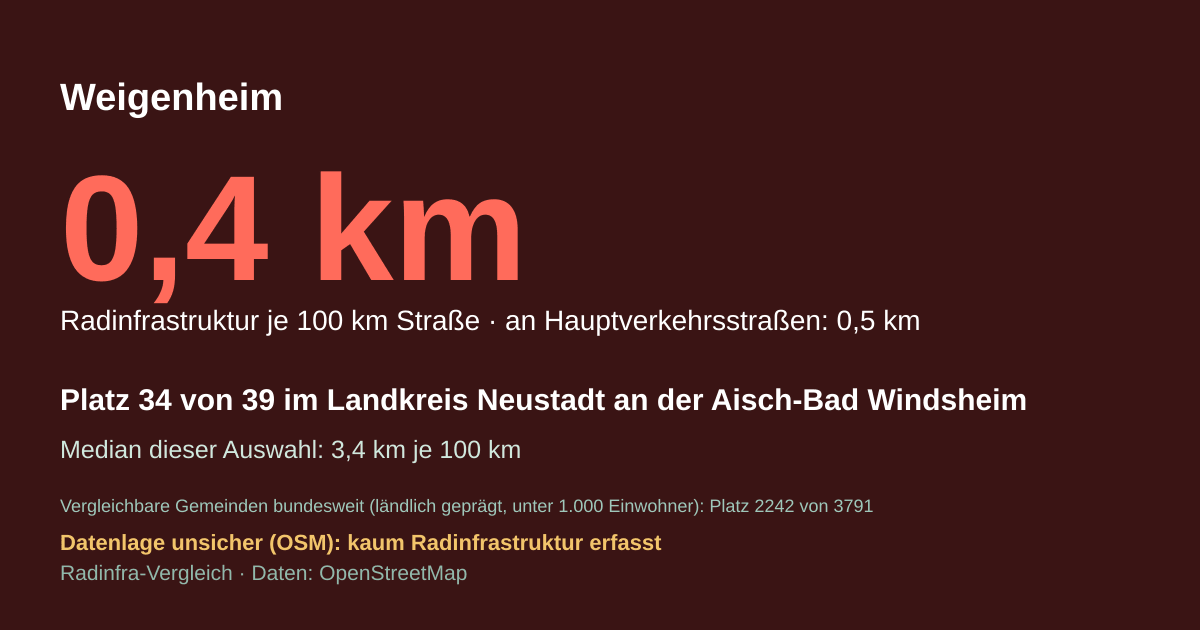 Weigenheim
0,4 km
Radinfrastruktur je 100 km Straße · an Hauptverkehrsstraßen: 0,5 km
Platz 34 von 39 im Landkreis Neustadt an der Aisch-Bad Windsheim
Median dieser Auswahl: 3,4 km je 100 km
Vergleichbare Gemeinden bundesweit (ländlich geprägt, unter 1.000 Einwohner): Platz 2242 von 3791
Datenlage unsicher (OSM): kaum Radinfrastruktur erfasst
Radinfra-Vergleich · Daten: OpenStreetMap